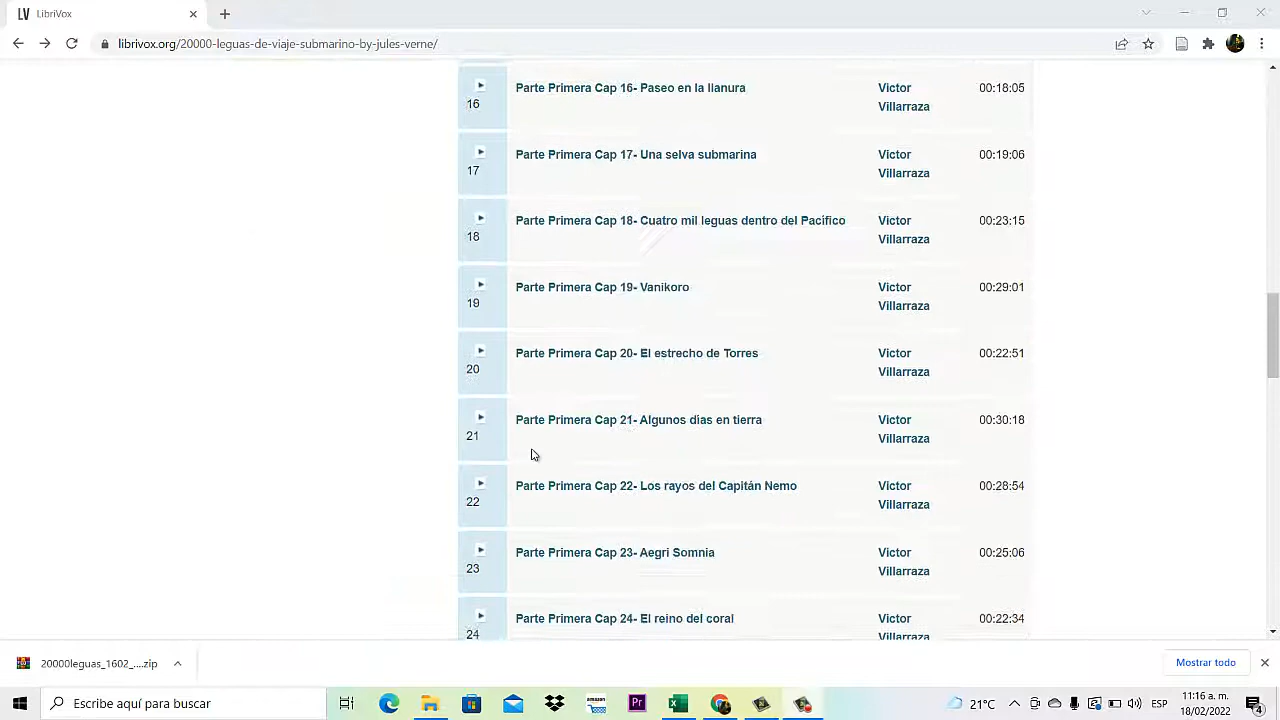 LibriVox
librivox.org/20000-leguas-de-viaje-submarino-by-jules-verne/
16 Parte Primera Cap 16- Paseo en la llanura Victor Villarraza 00:18:05
17 Parte Primera Cap 17- Una selva submarina Victor Villarraza 00:19:06
18 Parte Primera Cap 18- Cuatro mil leguas dentro del Pacífico Victor Villarraza 00:23:15
19 Parte Primera Cap 19- Vanikoro Victor Villarraza 00:29:01
20 Parte Primera Cap 20- El estrecho de Torres Victor Villarraza 00:22:51
21 Parte Primera Cap 21- Algunos días en tierra Victor Villarraza 00:30:18
22 Parte Primera Cap 22- Los rayos del Capitán Nemo Victor Villarraza 00:28:54
23 Parte Primera Cap 23- Aegri Somnia Victor Villarraza 00:25:06
24 Parte Primera Cap 24- El reino del coral Victor Villarraza 00:22:34
20000leguas_1602_....zip
Mostrar todo
Escribe aquí para buscar
amazon
Pr
21°C
ESP
11:16 a. m.
18/02/2022
4